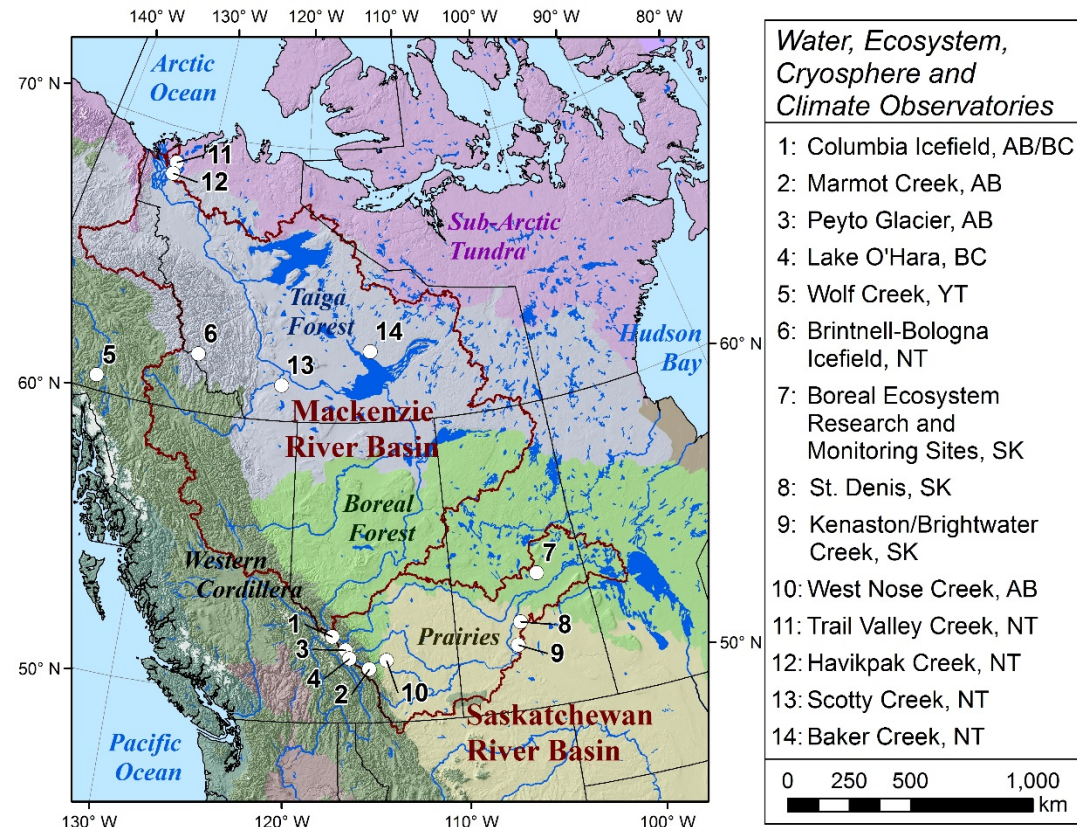 140° W
130° W
120° W
110° W
100° W
90° W
80° W
Arctic
Ocean
70° N
11
12
Sub-Arctic
Tundra
Taiga
Forest
14
6
Hudson
Bay
60° N
5
13
60° N
Mackenzie
River Basin
Boreal
Forest
7
Western
Cordillera
1
Prairies
8
3
9
50° N
50° N
4
2
10
Saskatchewan
River Basin
Pacific
Ocean
130° W
120° W
110° W
100° W
Water, Ecosystem,
Cryosphere and
Climate Observatories
1: Columbia Icefield, AB/BC
2: Marmot Creek, AB
3: Peyto Glacier, AB
4: Lake O'Hara, BC
5: Wolf Creek, YT
6: Brintnell-Bologna
Icefield, NT
7: Boreal Ecosystem
Research and
Monitoring Sites, SK
8: St. Denis, SK
9: Kenaston/Brightwater
Creek, SK
10: West Nose Creek, AB
11: Trail Valley Creek, NT
12: Havikpak Creek, NT
13: Scotty Creek, NT
14: Baker Creek, NT
0 250 500 1,000
km